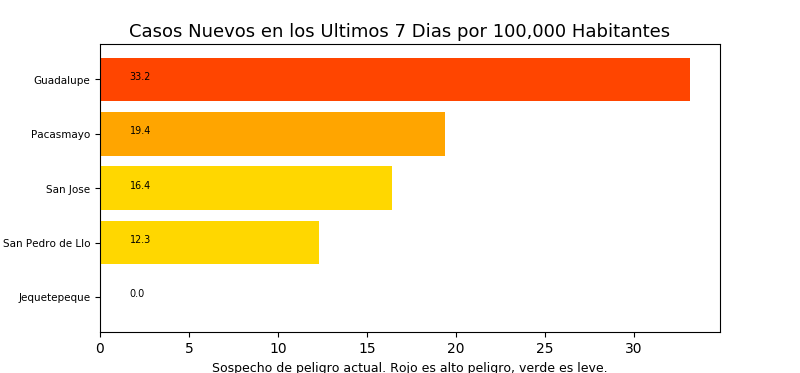 Casos Nuevos en los Ultimos 7 Dias por 100,000 Habitantes
Guadalupe 33.2
Pacasmayo 19.4
San Jose 16.4
San Pedro de Llo 12.3
Jequetepeque 0.0
0 5 10 15 20 25 30
Sospecho de peligro actual. Rojo es alto peligro, verde es leve.